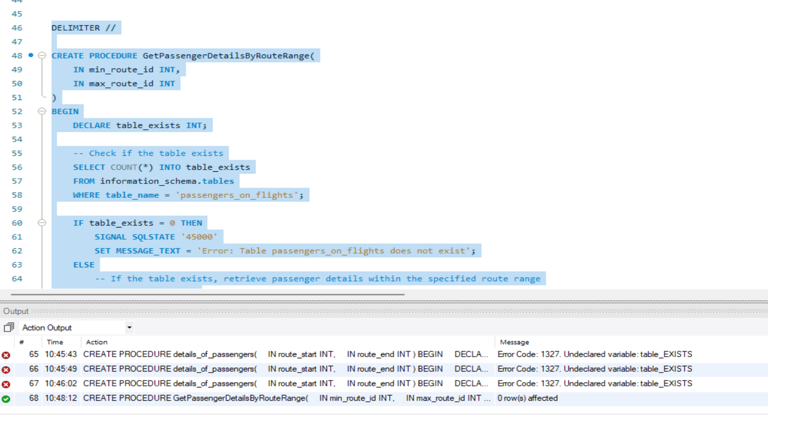 44
45
46 DELIMITER //
47
48 CREATE PROCEDURE GetPassengerDetailsByRouteRange(
49 IN min_route_id INT,
50 IN max_route_id INT
51 )
52 BEGIN
53 DECLARE table_exists INT;
54
55 -- Check if the table exists
56 SELECT COUNT(*) INTO table_exists
57 FROM information_schema.tables
58 WHERE table_name = 'passengers_on_flights';
59
60 IF table_exists = 0 THEN
61 SIGNAL SQLSTATE '45000'
62 SET MESSAGE_TEXT = 'Error: Table passengers_on_flights does not exist';
63 ELSE
64 -- If the table exists, retrieve passenger details within the specified route range
Output
Action Output
# Time Action Message
65 10:45:43 CREATE PROCEDURE details_of_passengers( IN route_start INT, IN route_end INT ) BEGIN DECLA... Error Code: 1327. Undeclared variable: table_EXISTS
66 10:45:49 CREATE PROCEDURE details_of_passengers( IN route_start INT, IN route_end INT ) BEGIN DECLA... Error Code: 1327. Undeclared variable: table_EXISTS
67 10:46:02 CREATE PROCEDURE details_of_passengers( IN route_start INT, IN route_end INT ) BEGIN DECLA... Error Code: 1327. Undeclared variable: table_EXISTS
68 10:48:12 CREATE PROCEDURE GetPassengerDetailsByRouteRange( IN min_route_id INT, IN max_route_id INT ... 0 row(s) affected